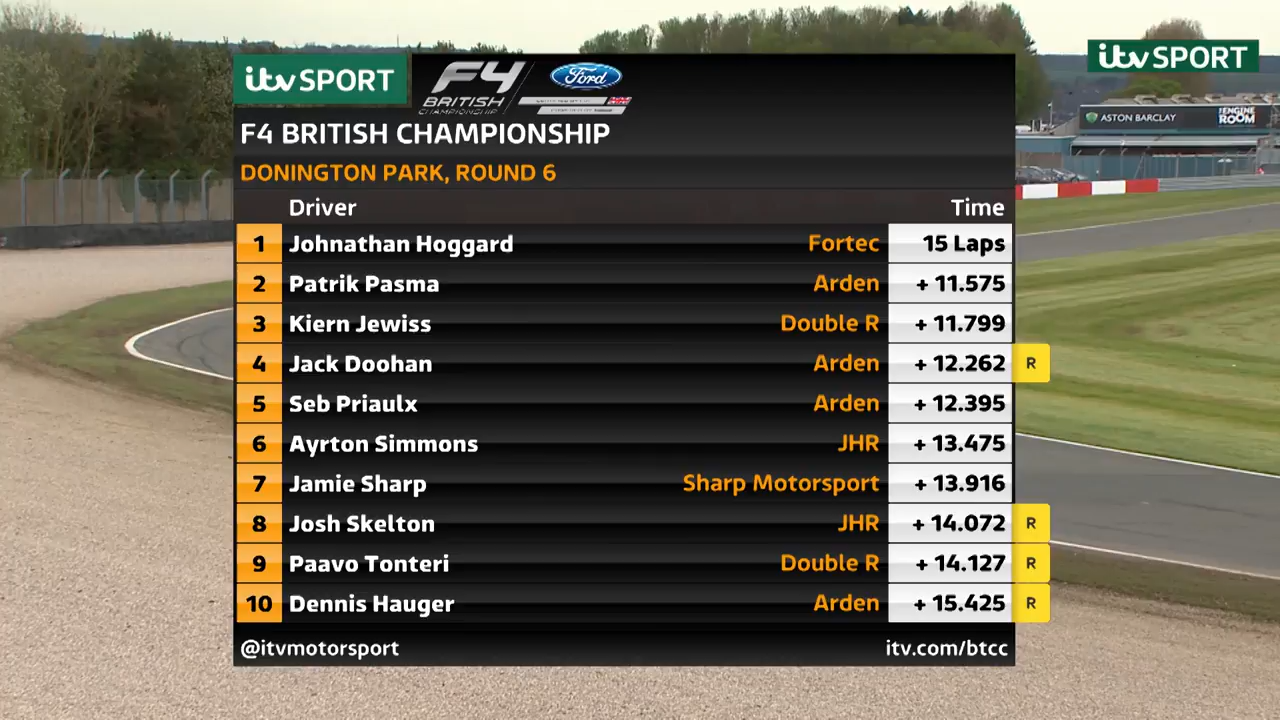 itv SPORT
F4 BRITISH CHAMPIONSHIP
Ford
itv SPORT
ASTON BARCLAY
THE ENGINE ROOM
F4 BRITISH CHAMPIONSHIP
DONINGTON PARK, ROUND 6
Driver Time
1 Johnathan Hoggard Fortec 15 Laps
2 Patrik Pasma Arden + 11.575
3 Kiern Jewiss Double R + 11.799
4 Jack Doohan Arden + 12.262 R
5 Seb Priaulx Arden + 12.395
6 Ayrton Simmons JHR + 13.475
7 Jamie Sharp Sharp Motorsport + 13.916
8 Josh Skelton JHR + 14.072 R
9 Paavo Tonteri Double R + 14.127 R
10 Dennis Hauger Arden + 15.425 R
@itvmotorsport itv.com/btcc